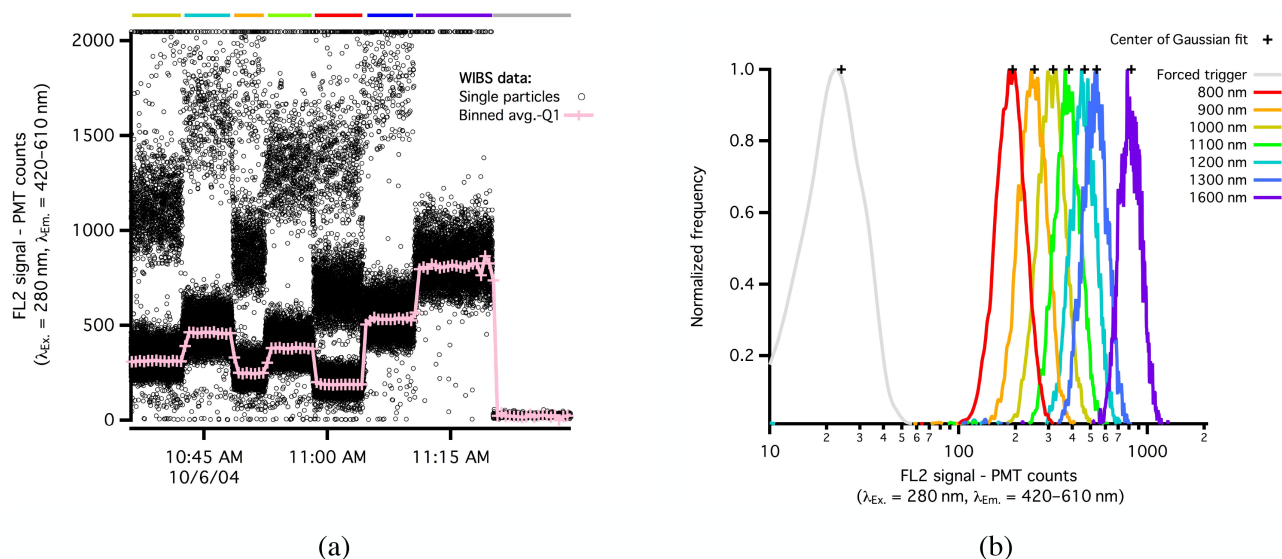 2000
1500
1000
500
0
FL2 signal - PMT counts
(λEx. = 280 nm, λEm. = 420–610 nm)
WIBS data:
Single particles
Binned avg.-Q1
10:45 AM
11:00 AM
11:15 AM
10/6/04
(a)
Center of Gaussian fit
Forced trigger
800 nm
900 nm
1000 nm
1100 nm
1200 nm
1300 nm
1600 nm
1.0
0.8
0.6
0.4
0.2
Normalized frequency
2 3 4 5 6 7 2 3 4 5 6 7 2
10 100 1000
FL2 signal - PMT counts
(λEx. = 280 nm, λEm. = 420–610 nm)
(b)